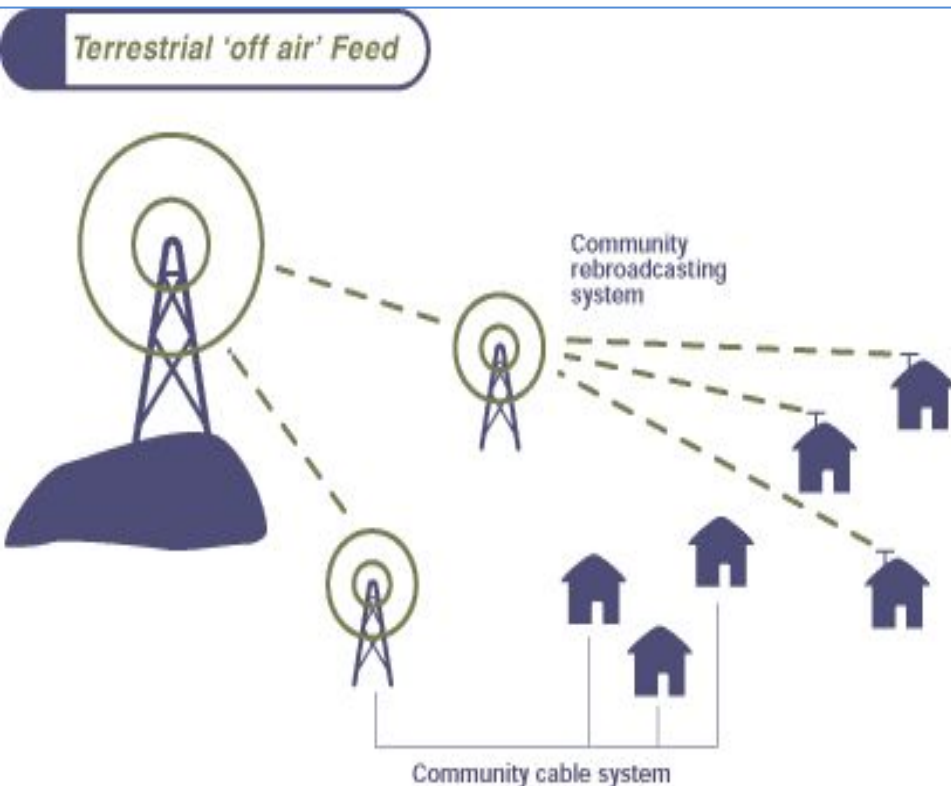 Terrestrial 'off air' Feed
Community
rebroadcasting
system
Community cable system